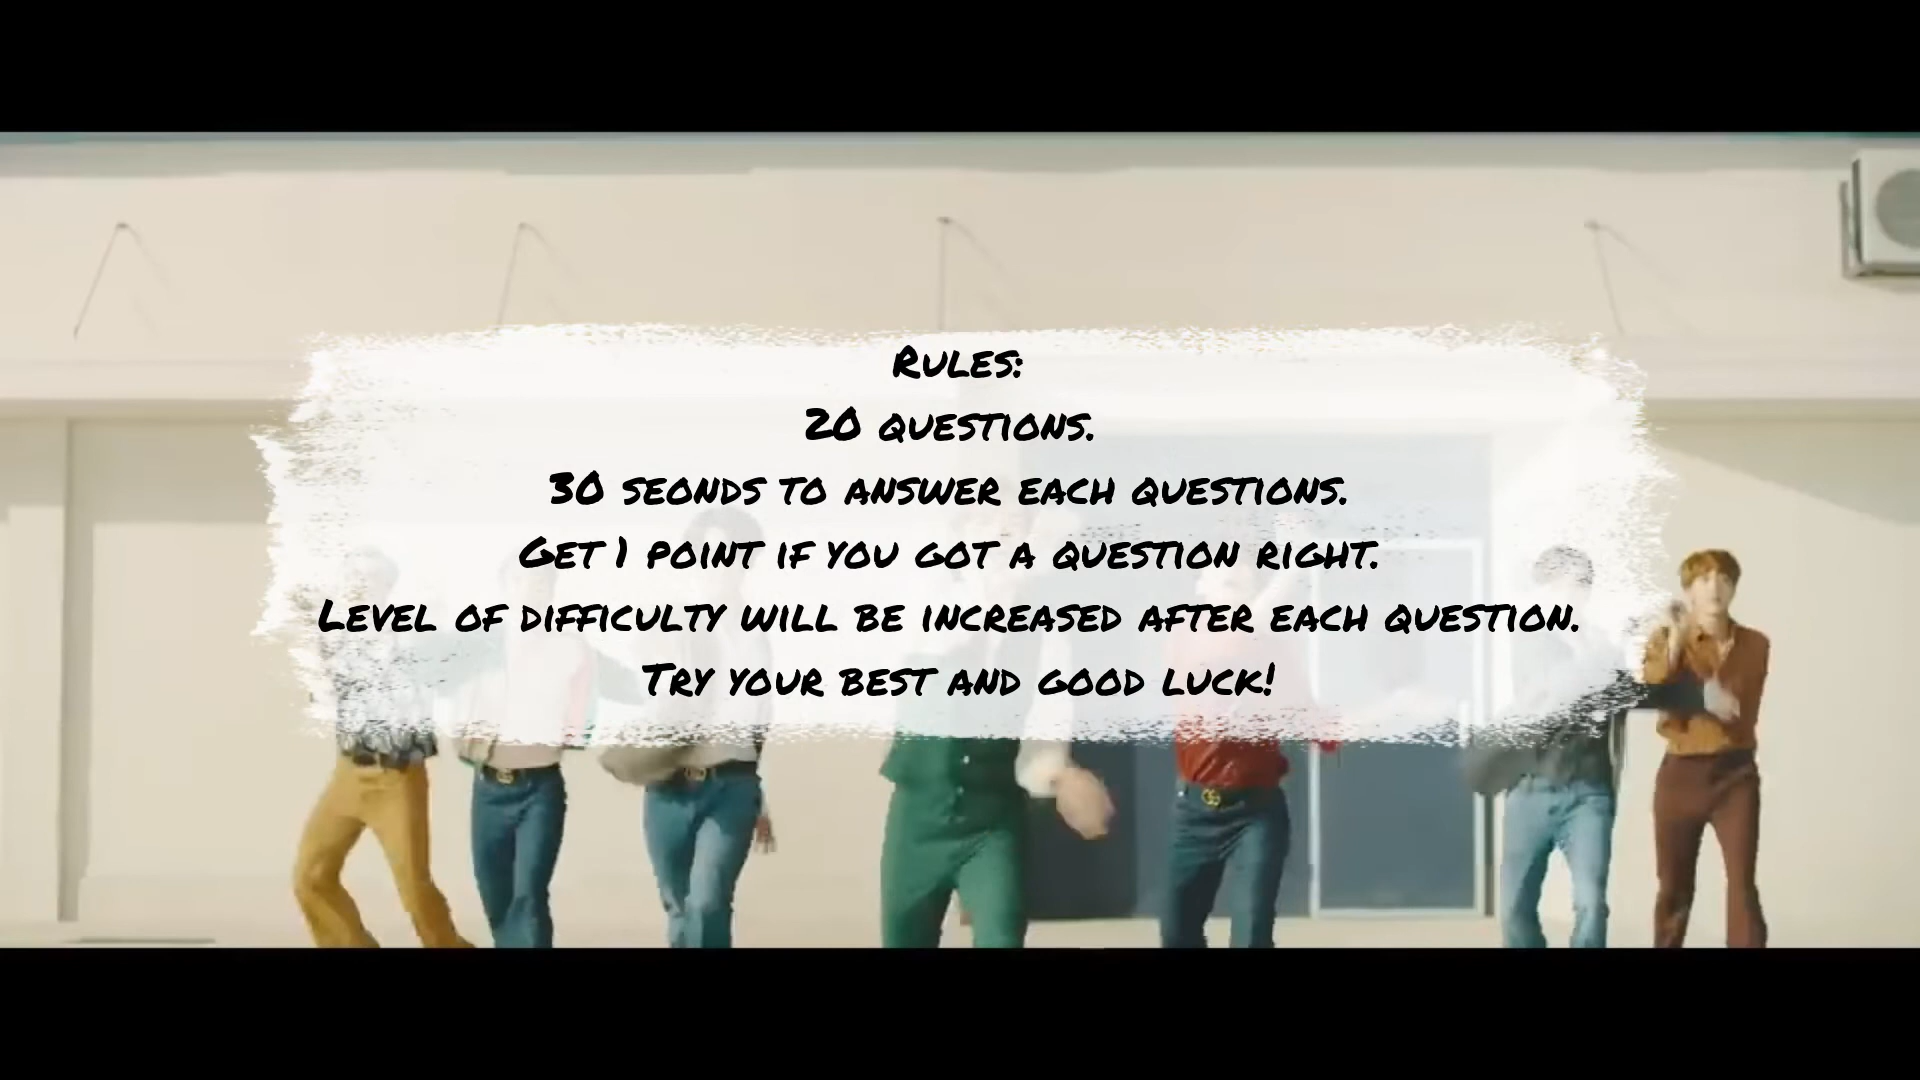 Rules:
20 questions.
30 seonds to answer each questions.
Get 1 point if you got a question right.
Level of difficulty will be increased after each question.
Try your best and good luck!